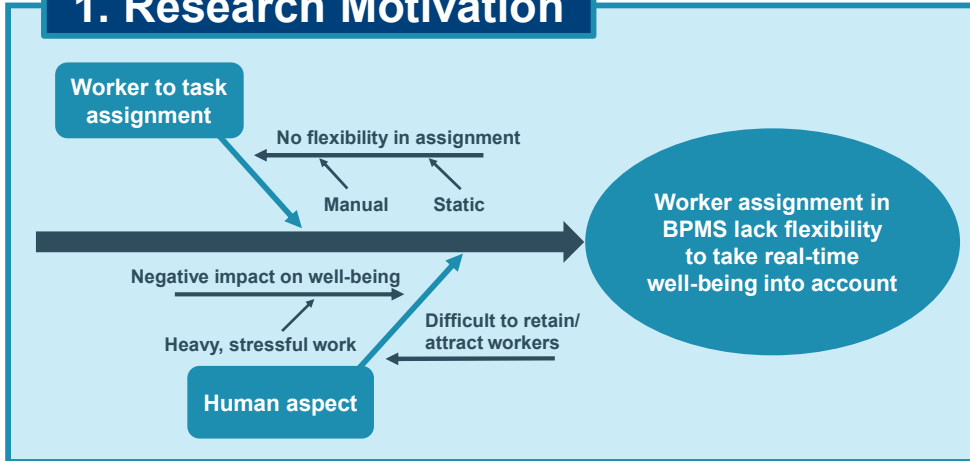 1. Research Motivation
Worker to task
assignment
No flexibility in assignment
Manual
Static
Worker assignment in
BPMS lack flexibility
to take real-time
well-being into account
Negative impact on well-being
Heavy, stressful work
Difficult to retain/
attract workers
Human aspect